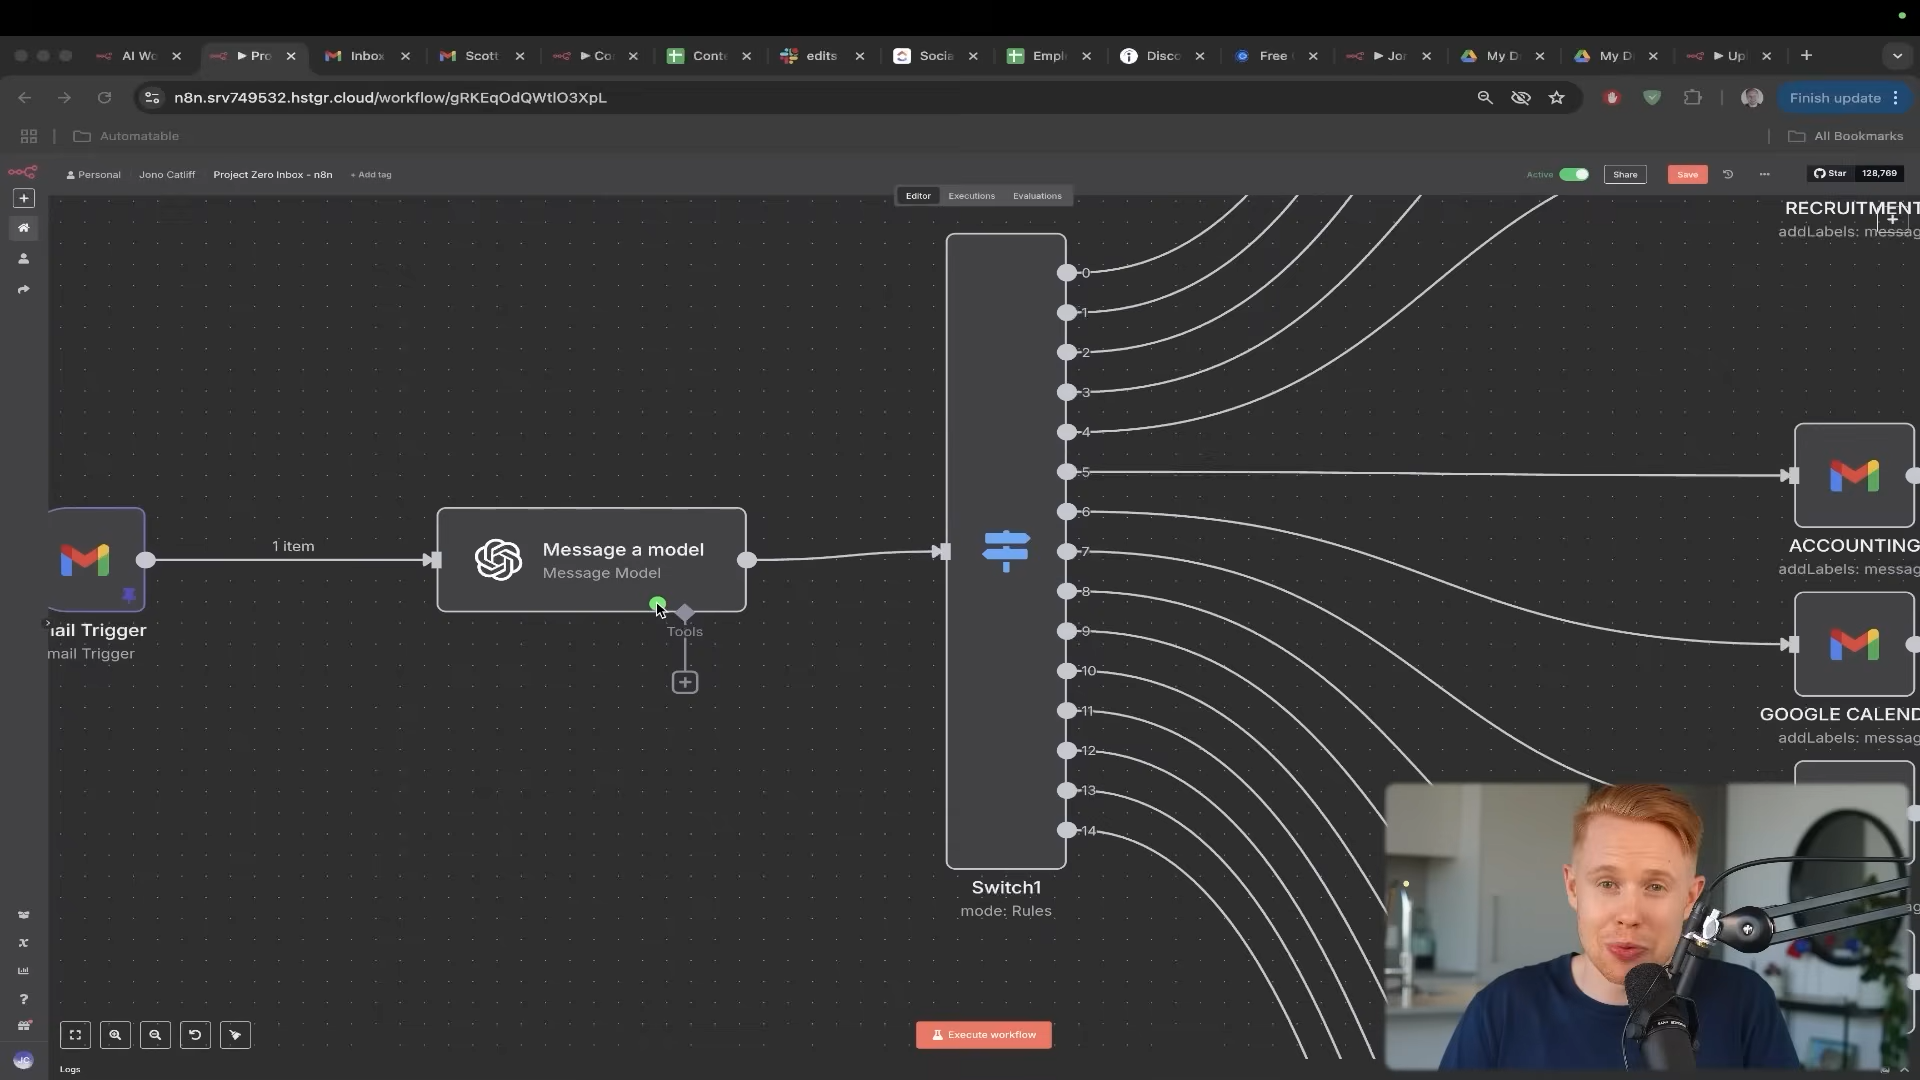 AI Wo
Pro
Inbox
Scott
Co
Conte
edits
Socia
Empl
Disco
Free
Jor
My D
My D
Up
n8n.srv749532.hstgr.cloud/workflow/gRKEqOdQWtlO3XpL
Finish update
Automatable
All Bookmarks
Personal
Jono Catliff
Project Zero Inbox - n8n
+ Add tag
Active
Share
Save
Star
128,769
Editor
Executions
Evaluations
RECRUITMENT
addLabels: messag
0
1
2
3
4
5
6
7
8
9
10
11
12
13
14
1 item
Message a model
Message Model
Tools
ail Trigger
mail Trigger
ACCOUNTING
addLabels: messag
GOOGLE CALEND
addLabels: messag
Switch1
mode: Rules
Execute workflow
JC
Logs